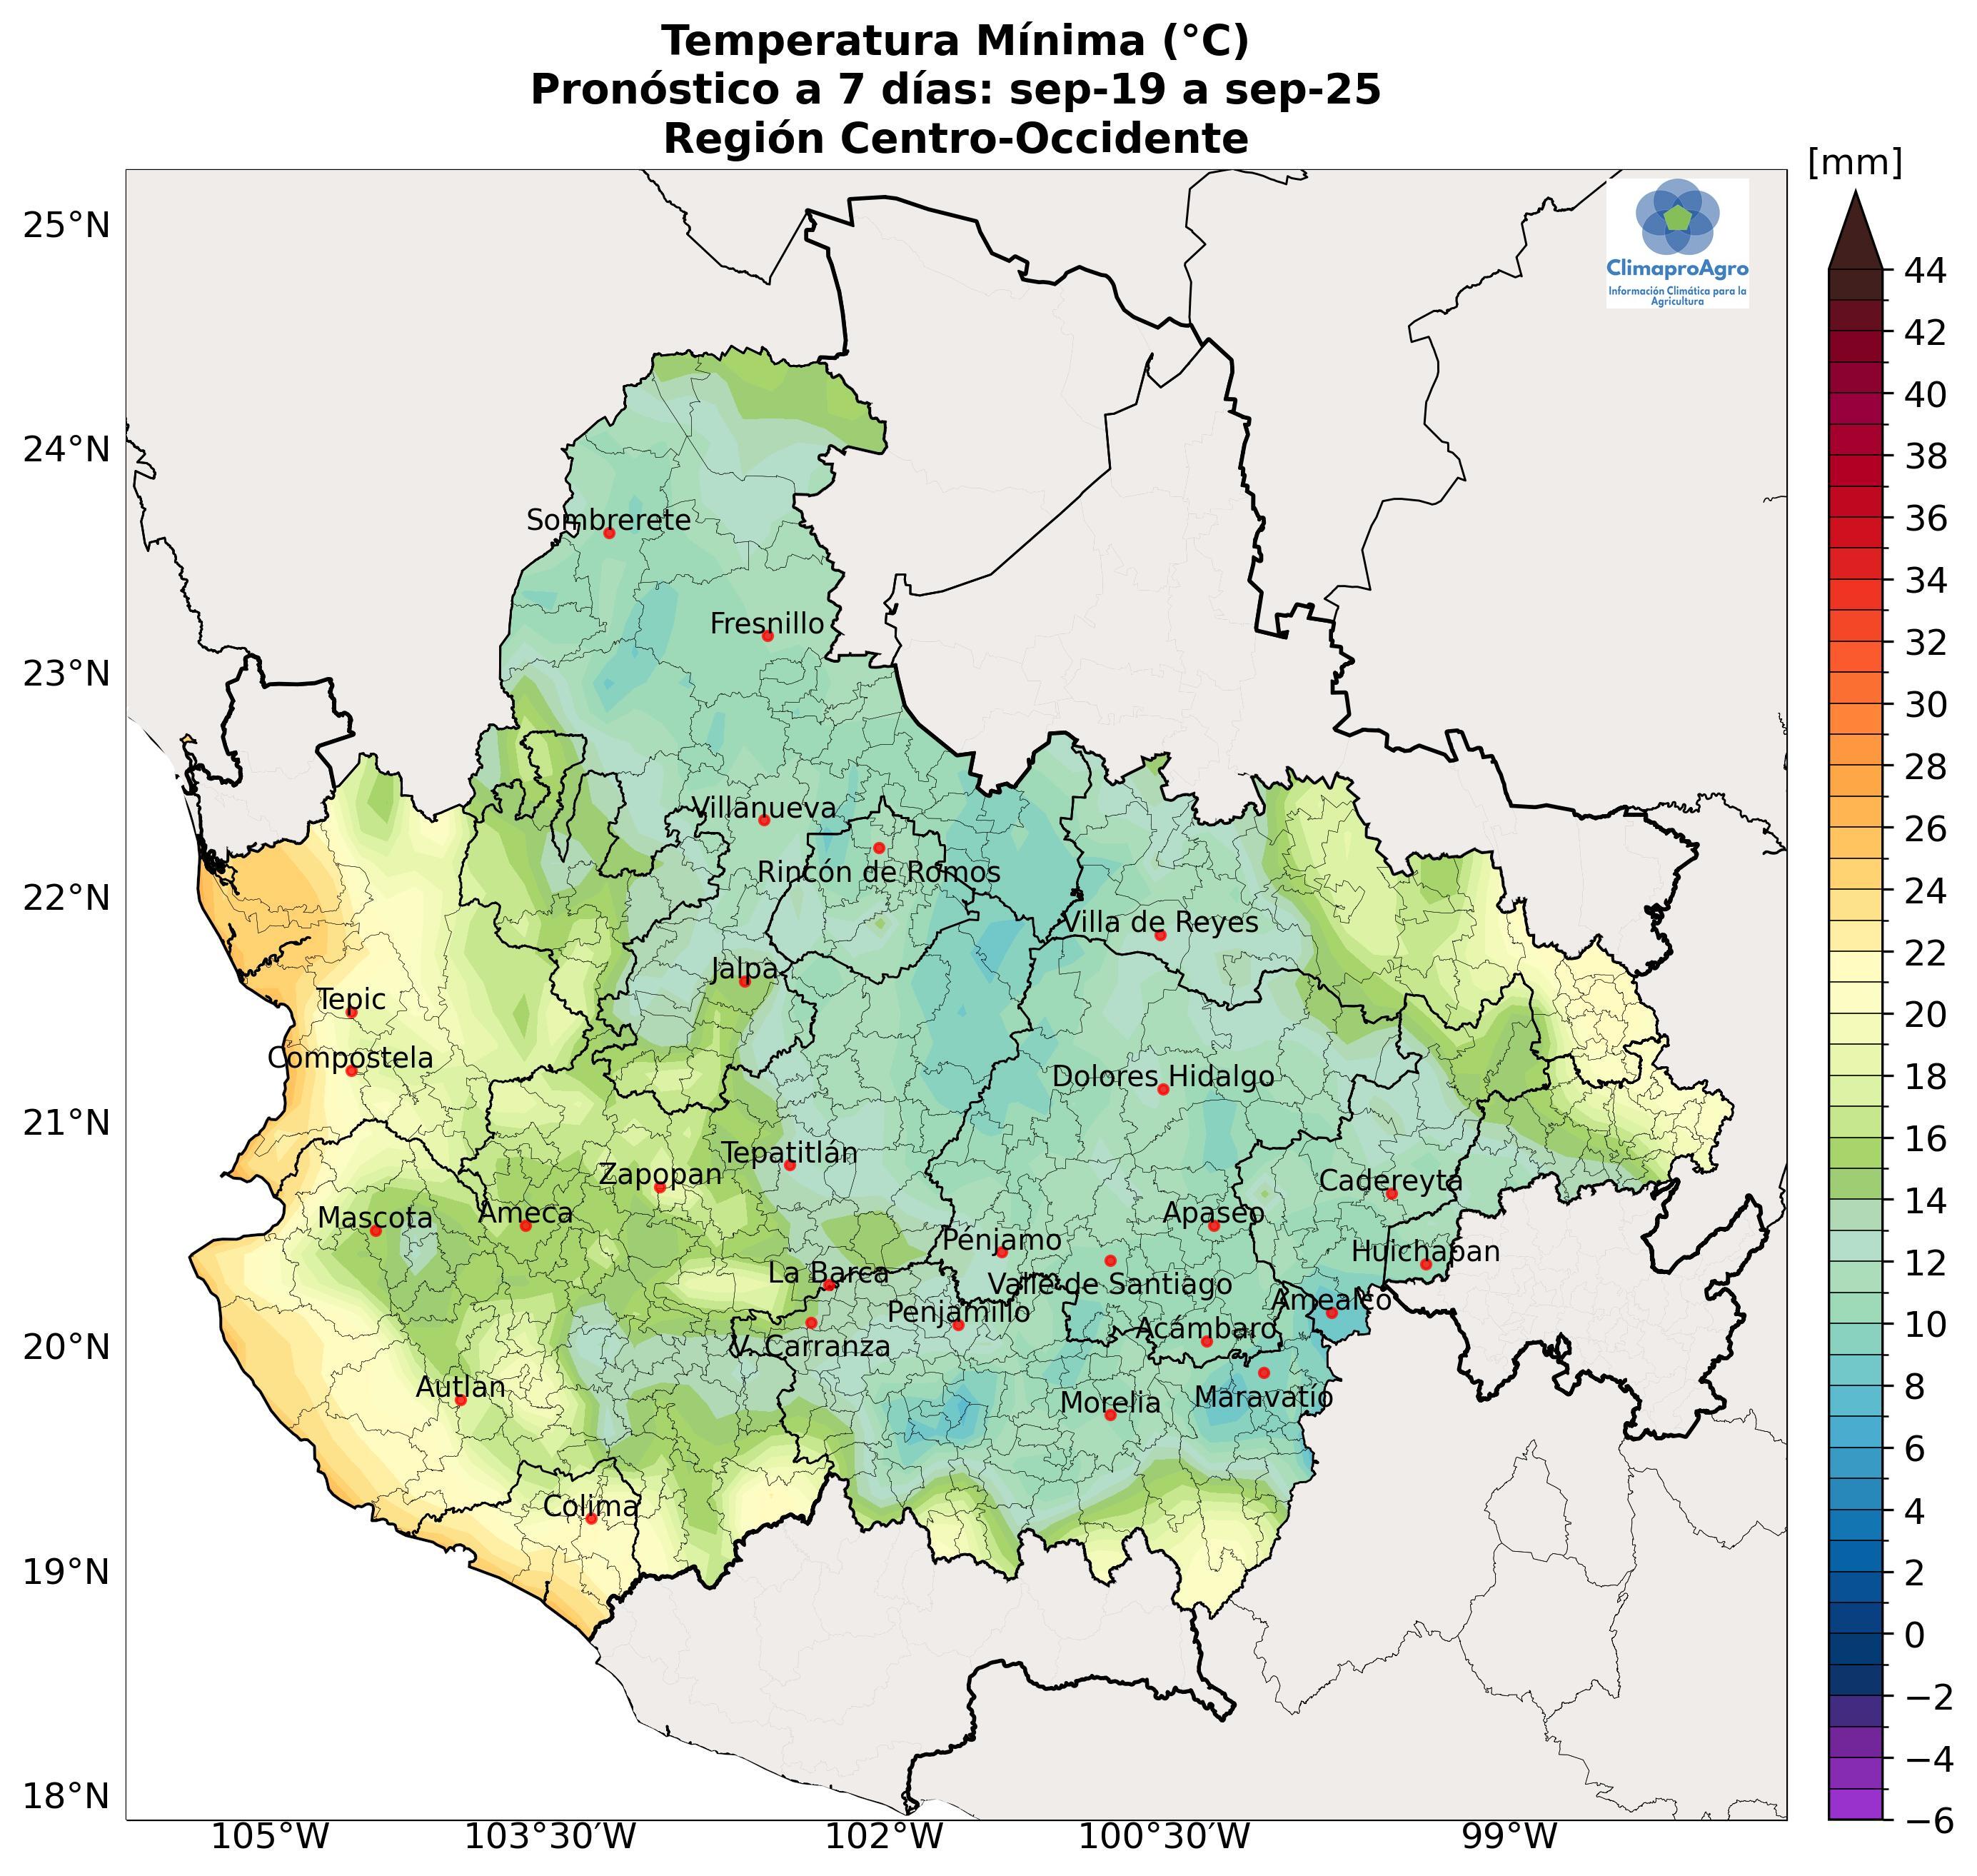 Temperatura Mínima (°C)
Pronóstico a 7 días: sep-19 a sep-25
Región Centro-Occidente
[mm]
ClimaproAgro
Información Climática para la
Agricultura
25°N
24°N
23°N
22°N
21°N
20°N
19°N
18°N
Sombrerete
Fresnillo
Villanueva
Rincón de Romos
Villa de Reyes
Jalpa
Tepic
Compostela
Dolores Hidalgo
Tepatitlán
Zapopan
Cadereyta
Mascota
Ameca
Apaseo
Pénjamo
Huichapan
La Barca
Valle de Santiago
Amealco
Penjamillo
Acámbaro
V. Carranza
Autlan
Morelia
Maravatío
Colima
105°W
103°30′W
102°W
100°30′W
99°W
44
42
40
38
36
34
32
30
28
26
24
22
20
18
16
14
12
10
8
6
4
2
0
−2
−4
−6